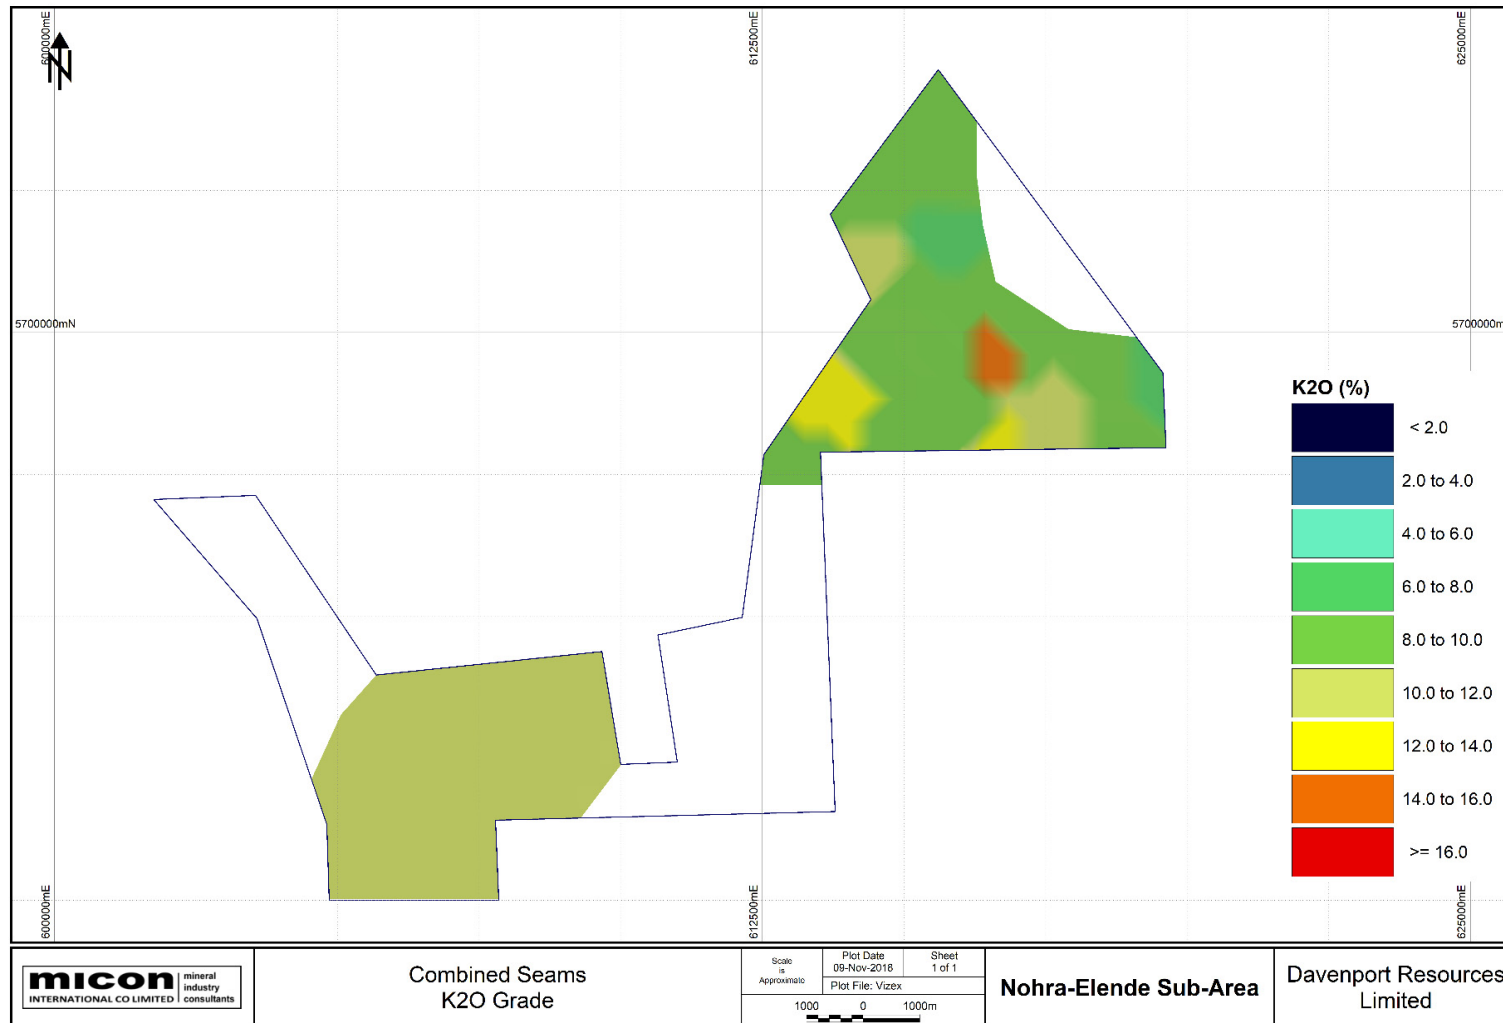 600000mE
612500mE
625000mE
N
5700000mN
5700000m
K2O (%)
< 2.0
2.0 to 4.0
4.0 to 6.0
6.0 to 8.0
8.0 to 10.0
10.0 to 12.0
12.0 to 14.0
14.0 to 16.0
>= 16.0
600000mE
612500mE
625000mE
micon
INTERNATIONAL CO LIMITED
mineral
industry
consultants
Combined Seams
K2O Grade
Scale
is
Approximate
Plot Date
09-Nov-2018
Sheet
1 of 1
Plot File: Vizex
1000 0 1000m
Nohra-Elende Sub-Area
Davenport Resources
Limited